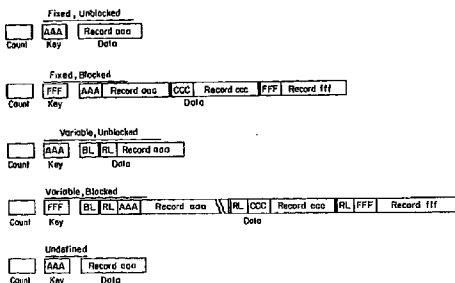 Fixed, Unblocked
AAA Record aaa
Count Key Data
Fixed, Blocked
FFF AAA Record aaa CCC Record ccc FFF Record fff
Count Key Data
Variable, Unblocked
AAA BL RL Record aaa
Count Key Data
Variable, Blocked
FFF BL RL AAA Record aaa RL CCC Record ccc RL FFF Record fff
Count Key Data
Undefined
AAA Record aaa
Count Key Data